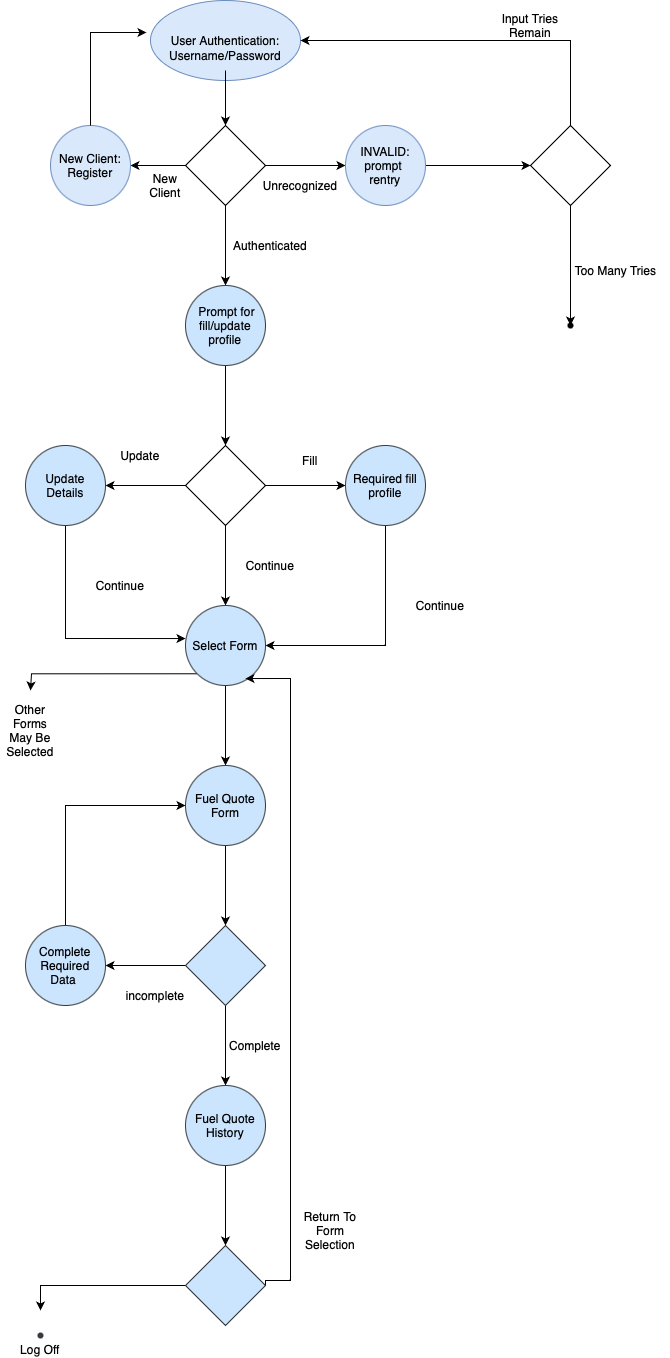 Input Tries
Remain
User Authentication:
Username/Password
New Client:
Register
New
Client
Unrecognized
INVALID:
prompt
rentry
Authenticated
Too Many Tries
Prompt for
fill/update
profile
Update
Fill
Update
Details
Required fill
profile
Continue
Continue
Continue
Select Form
Other
Forms
May Be
Selected
Fuel Quote
Form
Complete
Required
Data
incomplete
Complete
Fuel Quote
History
Return To
Form
Selection
Log Off